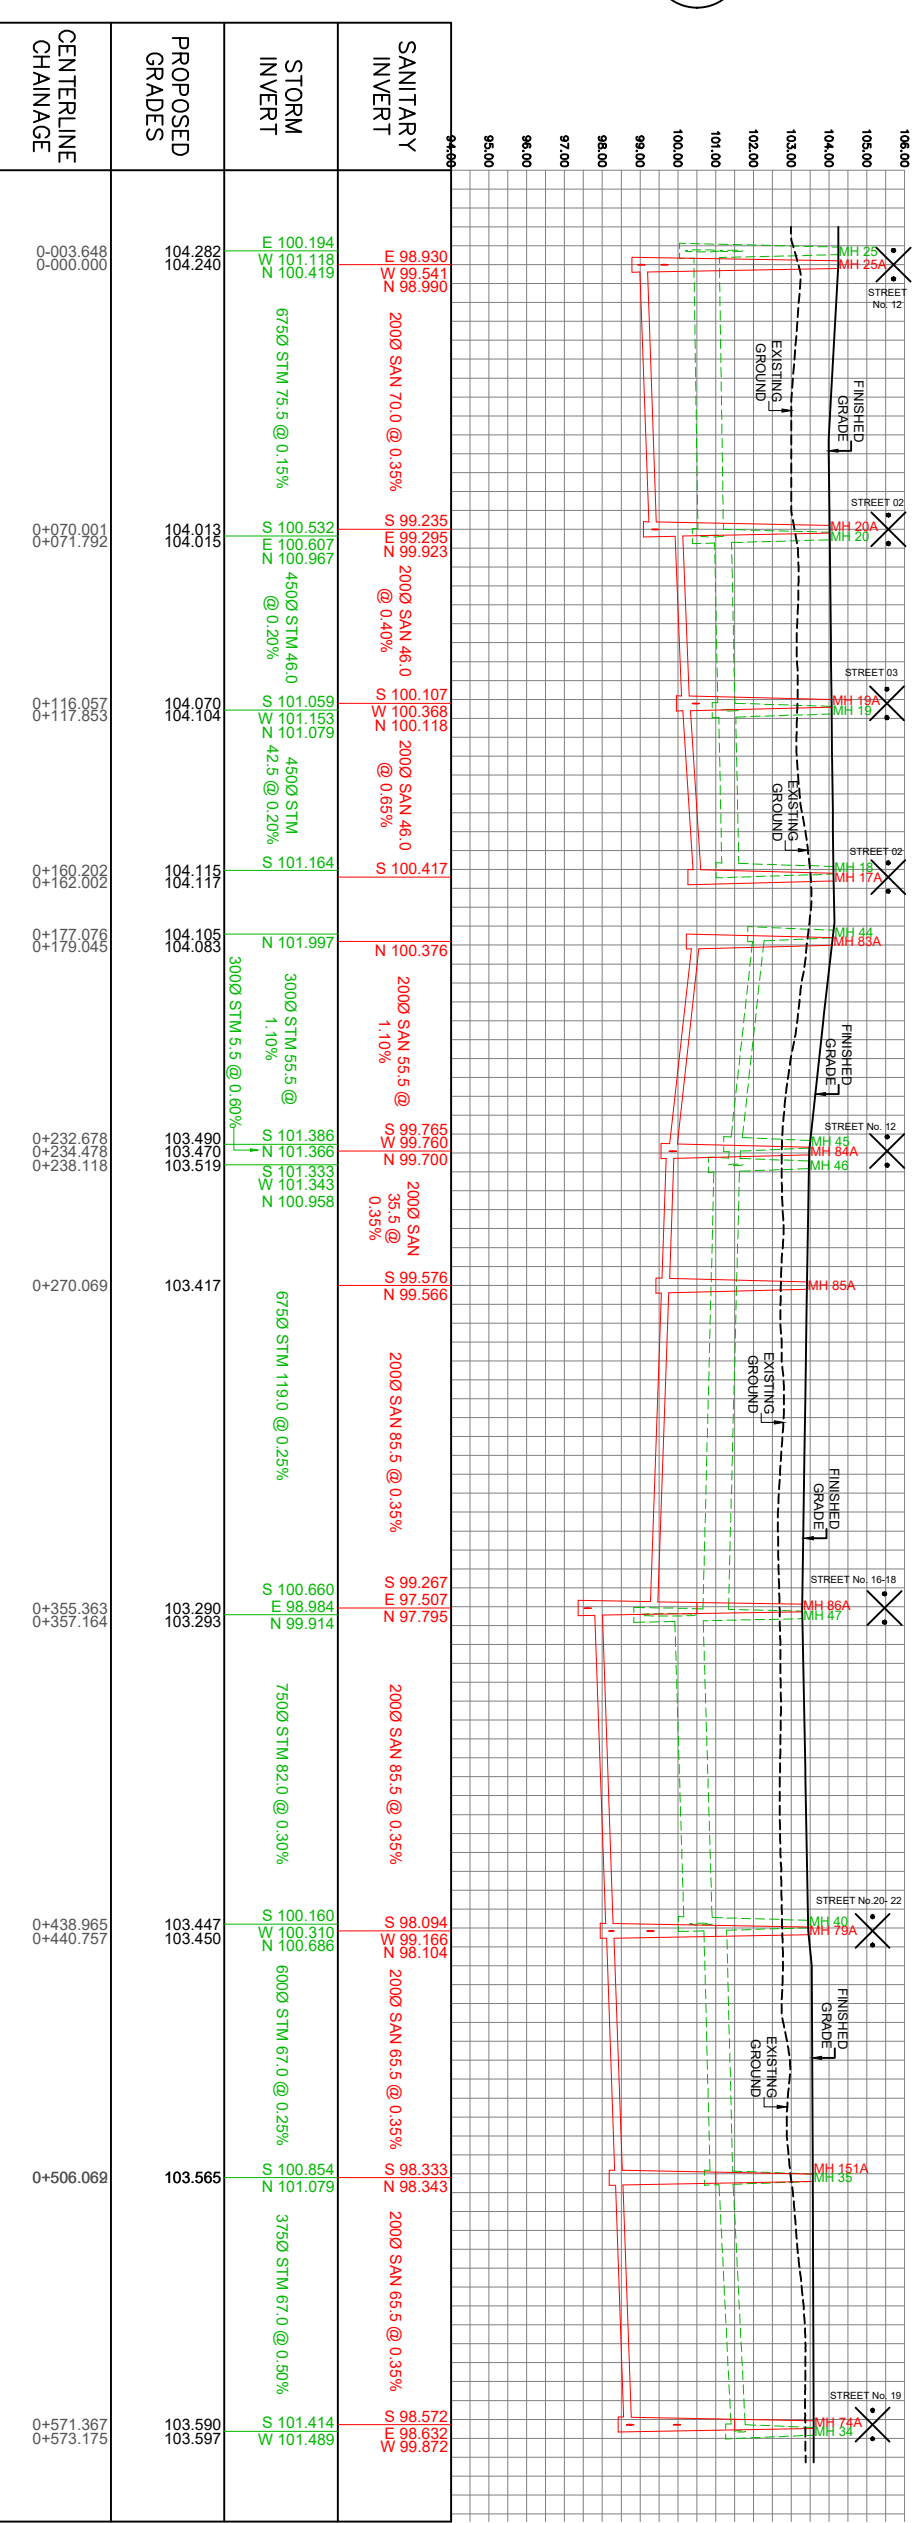 SANITARY
INVERT
STORM
INVERT
PROPOSED
GRADES
CENTERLINE
CHAINAGE
106.00
105.00
104.00
103.00
102.00
101.00
100.00
99.00
98.00
97.00
96.00
95.00
94.00
MH 25
MH 25A
STREET
No. 12
EXISTING
GROUND
FINISHED
GRADE
STREET 02
MH 20A
MH 20
STREET 03
MH 19A
MH 19
EXISTING
GROUND
STREET 02
MH 18
MH 17A
MH 44
MH 83A
FINISHED
GRADE
STREET No. 12
MH 45
MH 84A
MH 46
MH 85A
EXISTING
GROUND
FINISHED
GRADE
STREET No. 16-18
MH 86A
MH 47
STREET No.20- 22
MH 40
MH 79A
FINISHED
GRADE
EXISTING
GROUND
MH 151A
MH 35
STREET No. 19
MH 74A
MH 34
E 98.930
W 99.541
N 98.990
200Ø SAN 70.0 @ 0.35%
S 99.235
E 99.295
N 99.923
200Ø SAN 46.0
@ 0.40%
S 100.107
W 100.368
N 100.118
200Ø SAN 46.0
@ 0.65%
S 100.417
N 100.376
200Ø SAN 55.5 @
1.10%
S 99.765
W 99.760
N 99.700
200Ø SAN
35.5 @
0.35%
S 99.576
N 99.566
200Ø SAN 85.5 @ 0.35%
S 99.267
E 97.507
N 97.795
200Ø SAN 85.5 @ 0.35%
S 98.094
W 99.166
N 98.104
200Ø SAN 65.5 @ 0.35%
S 98.333
N 98.343
200Ø SAN 65.5 @ 0.35%
S 98.572
E 98.632
W 99.872
E 100.194
W 101.118
N 100.419
675Ø STM 75.5 @ 0.15%
S 100.532
E 100.607
N 100.967
450Ø STM 46.0
@ 0.20%
S 101.059
W 101.153
N 101.079
450Ø STM
42.5 @ 0.20%
S 101.164
N 101.997
300Ø STM 55.5 @
1.10%
300Ø STM 5.5 @ 0.60%
S 101.386
N 101.366
S 101.333
W 101.343
N 100.958
675Ø STM 119.0 @ 0.25%
S 100.660
E 98.984
N 99.914
750Ø STM 82.0 @ 0.30%
S 100.160
W 100.310
N 100.686
600Ø STM 67.0 @ 0.25%
S 100.854
N 101.079
375Ø STM 67.0 @ 0.50%
S 101.414
W 101.489
104.282
104.240
104.013
104.015
104.070
104.104
104.115
104.117
104.105
104.083
103.490
103.470
103.519
103.417
103.290
103.293
103.447
103.450
103.565
103.590
103.597
0-003.648
0-000.000
0+070.001
0+071.792
0+116.057
0+117.853
0+160.202
0+162.002
0+177.076
0+179.045
0+232.678
0+234.478
0+238.118
0+270.069
0+355.363
0+357.164
0+438.965
0+440.757
0+571.367
0+573.175